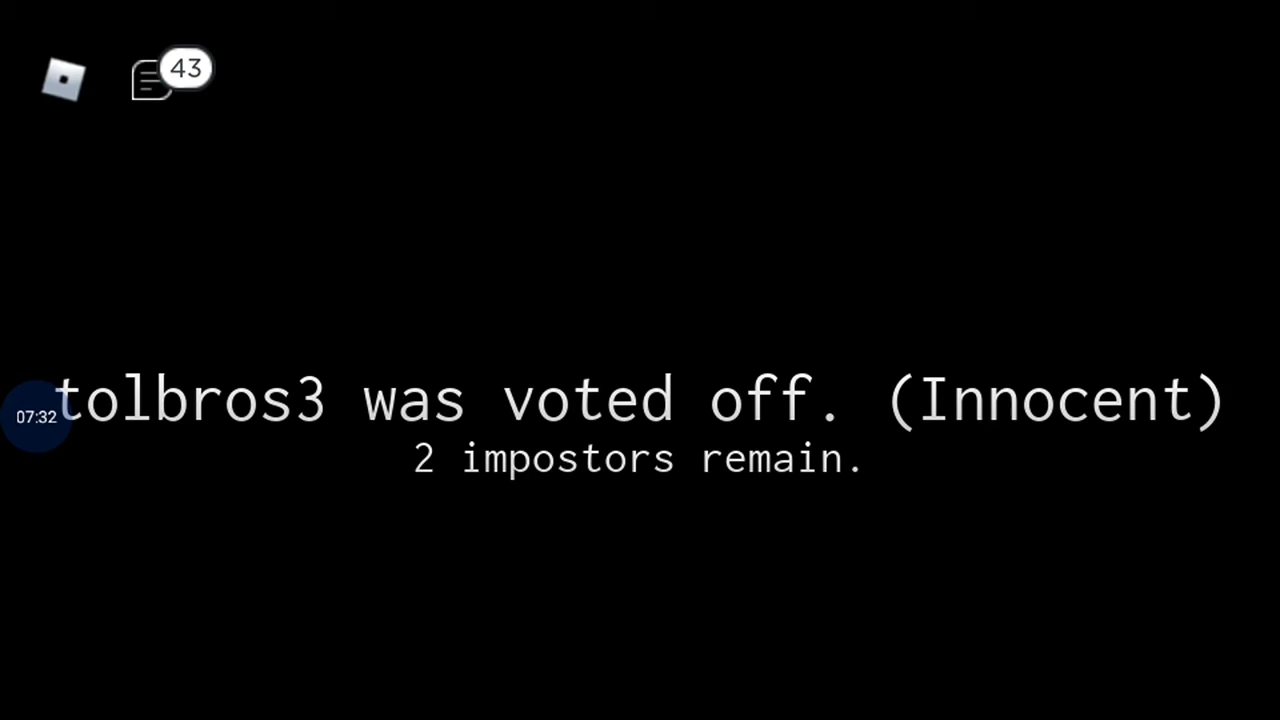 43
tolbros3 was voted off. (Innocent)
07:32
2 impostors remain.